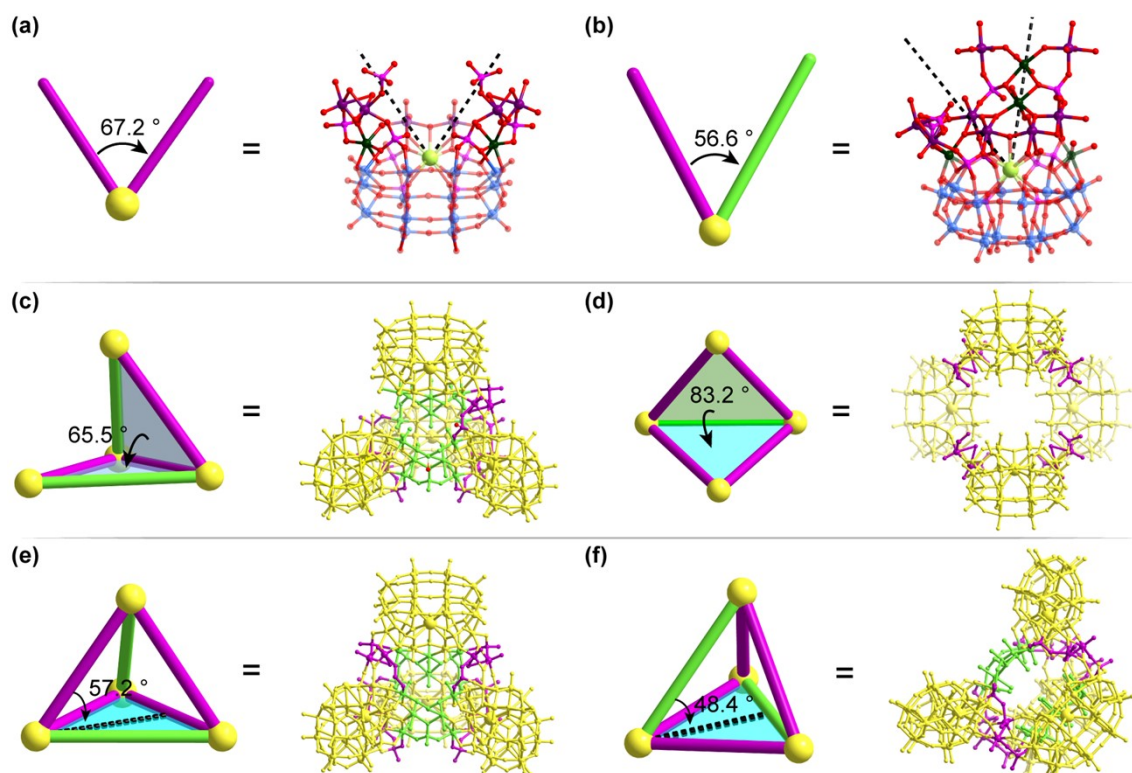 (a)
67.2 °
=
(b)
56.6 °
=
(c)
65.5 °
=
(d)
83.2 °
=
(e)
57.2 °
=
(f)
48.4 °
=